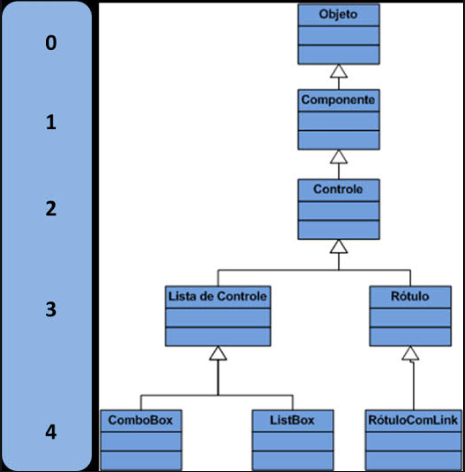 0
Objeto
1
Componente
2
Controle
3
Lista de Controle
Rótulo
4
ComboBox
ListBox
RótuloComLink